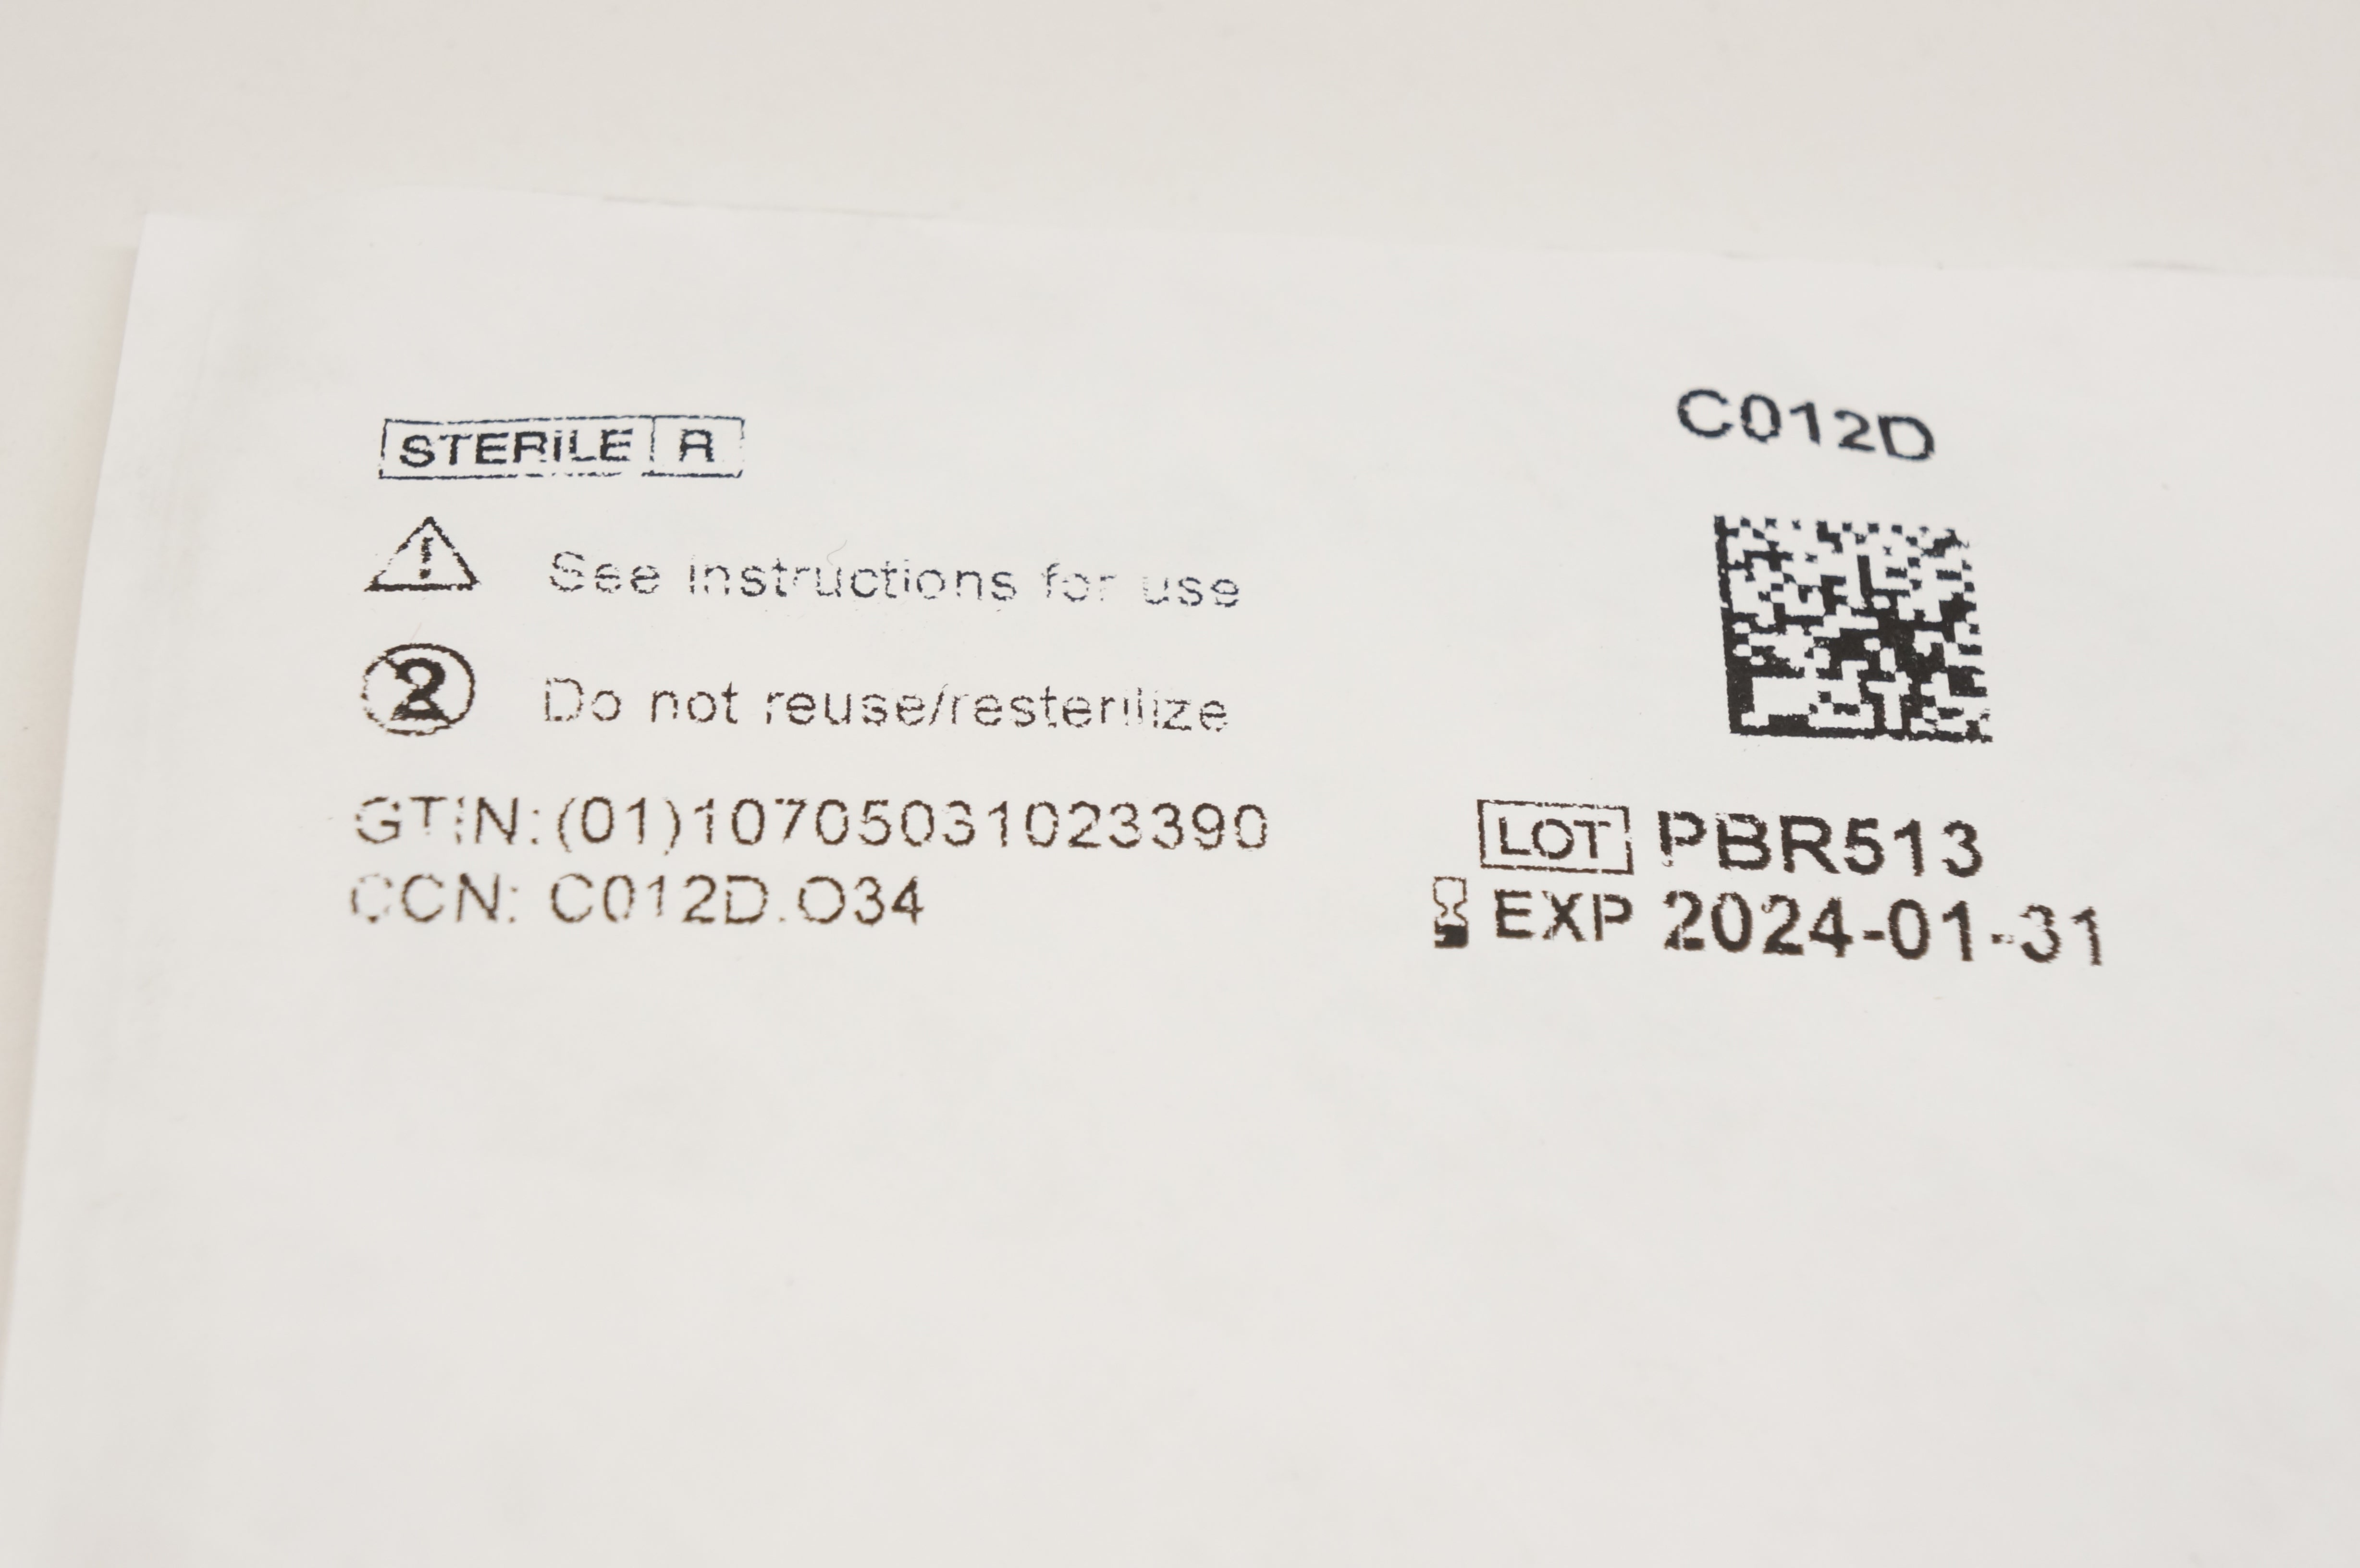 STERILE R
See instructions for use
Do not reuse/resterilize
GTIN:(01)10705031023390
CCN: C012D.O34
C012D
LOT PBR513
EXP 2024-01-31